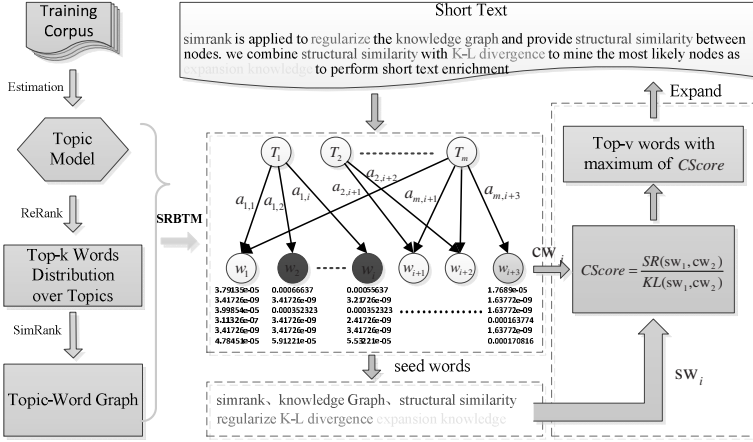 Training
Corpus
Estimation
Topic
Model
ReRank
Top-k Words
Distribution
over Topics
SimRank
Topic-Word Graph
SRBTM
Short Text
simrank is applied to regularize the knowledge graph and provide structural similarity between
nodes. we combine structural similarity with K-L divergence to mine the most likely nodes as
expansion knowledge to perform short text enrichment
T1 T2 Tm
a1,1 a1,2 a1,i a2,i+1 a2,i+2 am,i+1 am,i+3
w1 w2 wi+1 wi+2 wi+3
3.79135e-05 0.00066637 0.00055637 1.7689e-05
3.41726e-09 3.41726e-09 3.21726e-09 1.63772e-09
3.99854e-05 0.000352323 0.000352323 1.63772e-09
3.11326e-07 3.41726e-09 2.41726e-09 0.000163774
3,41726e-09 3,41726e-09 3,41726e-09 1.63772e-09
4.78451e-05 5.91221e-05 5.53221e-05 0.000170816
seed words
simrank、knowledge Graph、structural similarity
regularize K-L divergence expansion knowledge
Expand
Top-v words with
maximum of CScore
cwi
CScore = SR(sw1,cw2)
KL(sw1,cw2)
swi